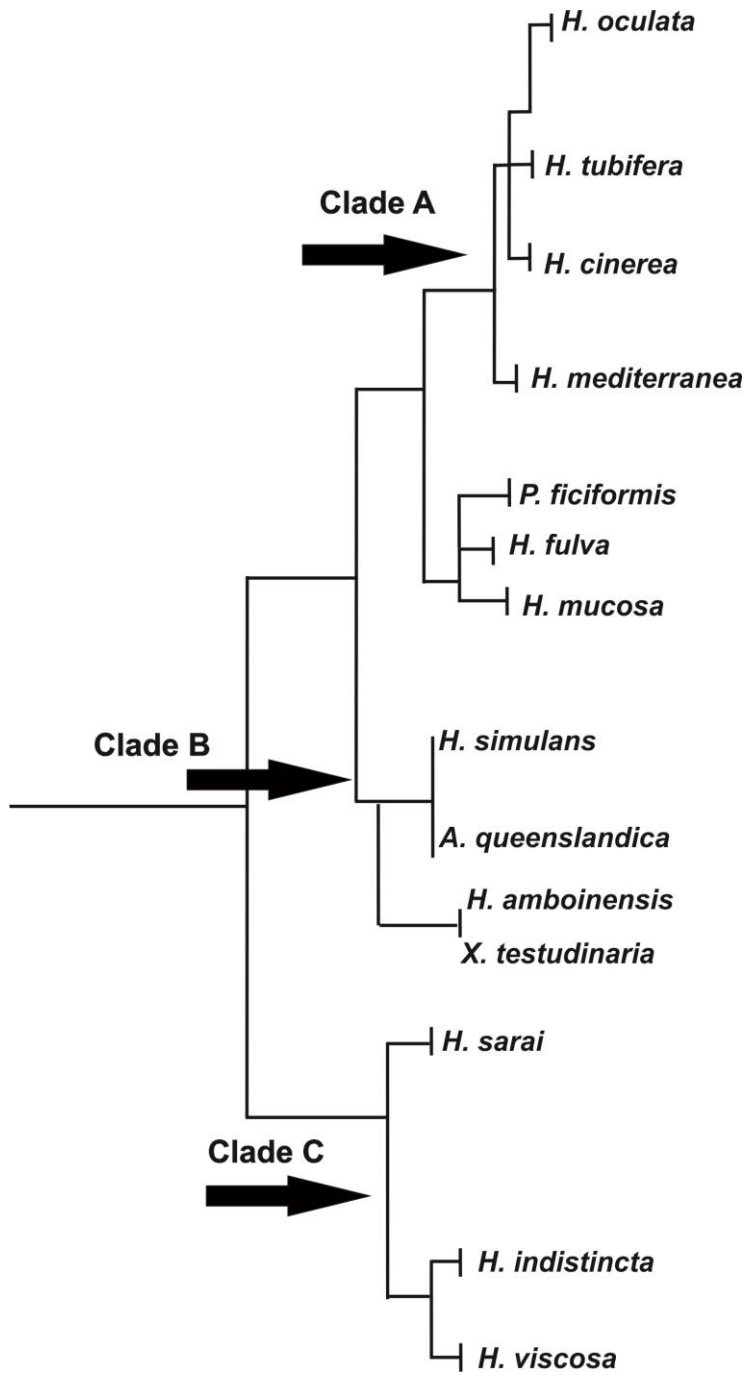 H. oculata
H. tubifera
Clade A
H. cinerea
H. mediterranea
P. ficiformis
H. fulva
H. mucosa
H. simulans
Clade B
A. queenslandica
H. amboinensis
X. testudinaria
H. sarai
Clade C
H. indistincta
H. viscosa